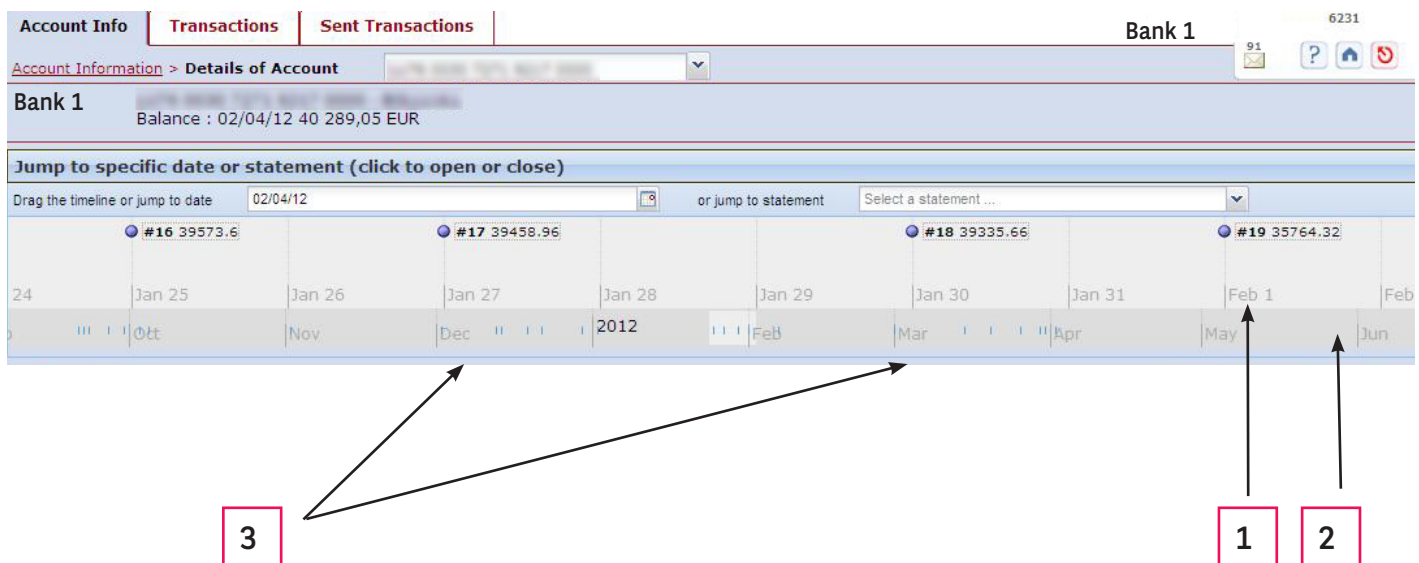 Account Info Transactions Sent Transactions Bank 1 6231
91 ?
Account Information > Details of Account
Bank 1
Balance : 02/04/12 40 289,05 EUR
Jump to specific date or statement (click to open or close)
Drag the timeline or jump to date 02/04/12 or jump to statement Select a statement ...
#16 39573.6 #17 39458.96 #18 39335.66 #19 35764.32
24 Jan 25 Jan 26 Jan 27 Jan 28 Jan 29 Jan 30 Jan 31 Feb 1 Feb
Oct Nov Dec 2012 Feb Mar Apr May Jun
3 1 2